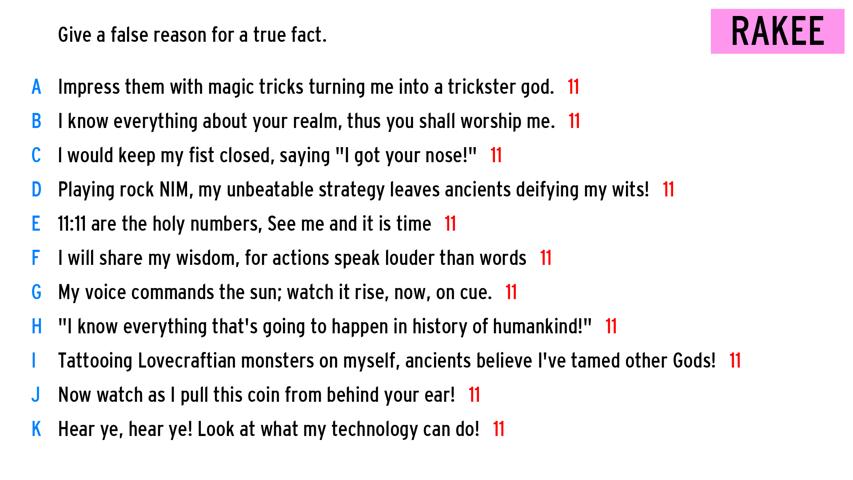 Give a false reason for a true fact.
RAKEE
A Impress them with magic tricks turning me into a trickster god. 11
B I know everything about your realm, thus you shall worship me. 11
C I would keep my fist closed, saying "I got your nose!" 11
D Playing rock NIM, my unbeatable strategy leaves ancients deifying my wits! 11
E 11:11 are the holy numbers, See me and it is time 11
F I will share my wisdom, for actions speak louder than words 11
G My voice commands the sun; watch it rise, now, on cue. 11
H "I know everything that's going to happen in history of humankind!" 11
I Tattooing Lovecraftian monsters on myself, ancients believe I've tamed other Gods! 11
J Now watch as I pull this coin from behind your ear! 11
K Hear ye, hear ye! Look at what my technology can do! 11